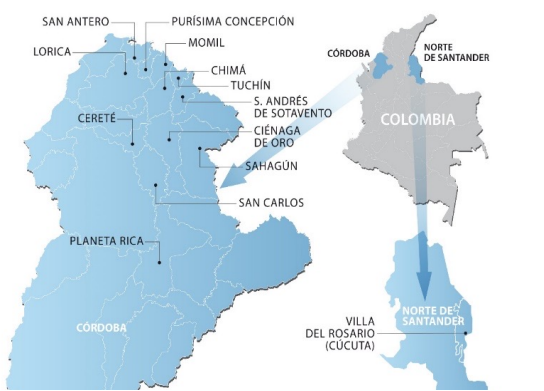 SAN ANTERO
PURÍSIMA CONCEPCIÓN
LORICA
MOMIL
CHIMÁ
TUCHÍN
S. ANDRÉS
DE SOTAVENTO
CERETÉ
CIÉNAGA
DE ORO
SAHAGÚN
SAN CARLOS
PLANETA RICA
CÓRDOBA
CÓRDOBA
NORTE
DE SANTANDER
COLOMBIA
NORTE DE
SANTANDER
VILLA
DEL ROSARIO
(CÚCUTA)